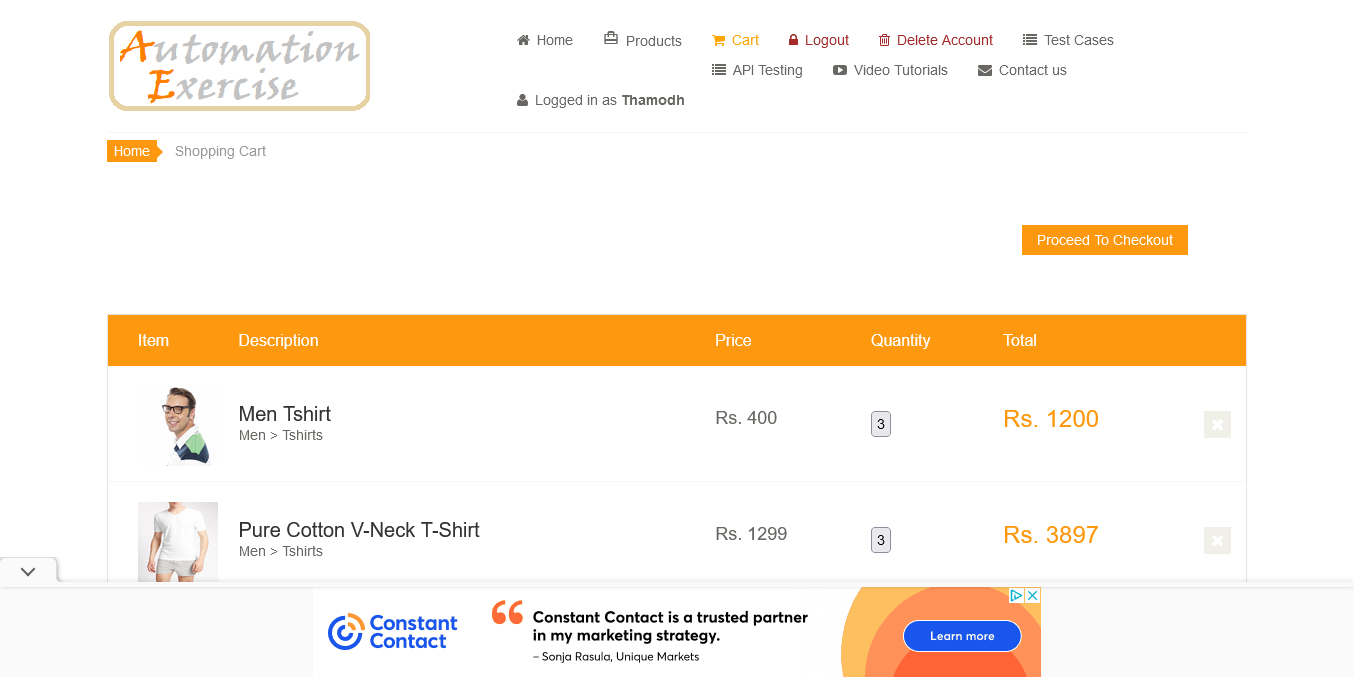 Automation
Exercise
Home Products Cart Logout Delete Account Test Cases
API Testing Video Tutorials Contact us
Logged in as Thamodh
Home Shopping Cart
Proceed To Checkout
Item Description Price Quantity Total
Men Tshirt
Men > Tshirts
Rs. 400 3 Rs. 1200
Pure Cotton V-Neck T-Shirt
Men > Tshirts
Rs. 1299 3 Rs. 3897
Constant
Contact
Constant Contact is a trusted partner
in my marketing strategy.
– Sonja Rasula, Unique Markets
Learn more